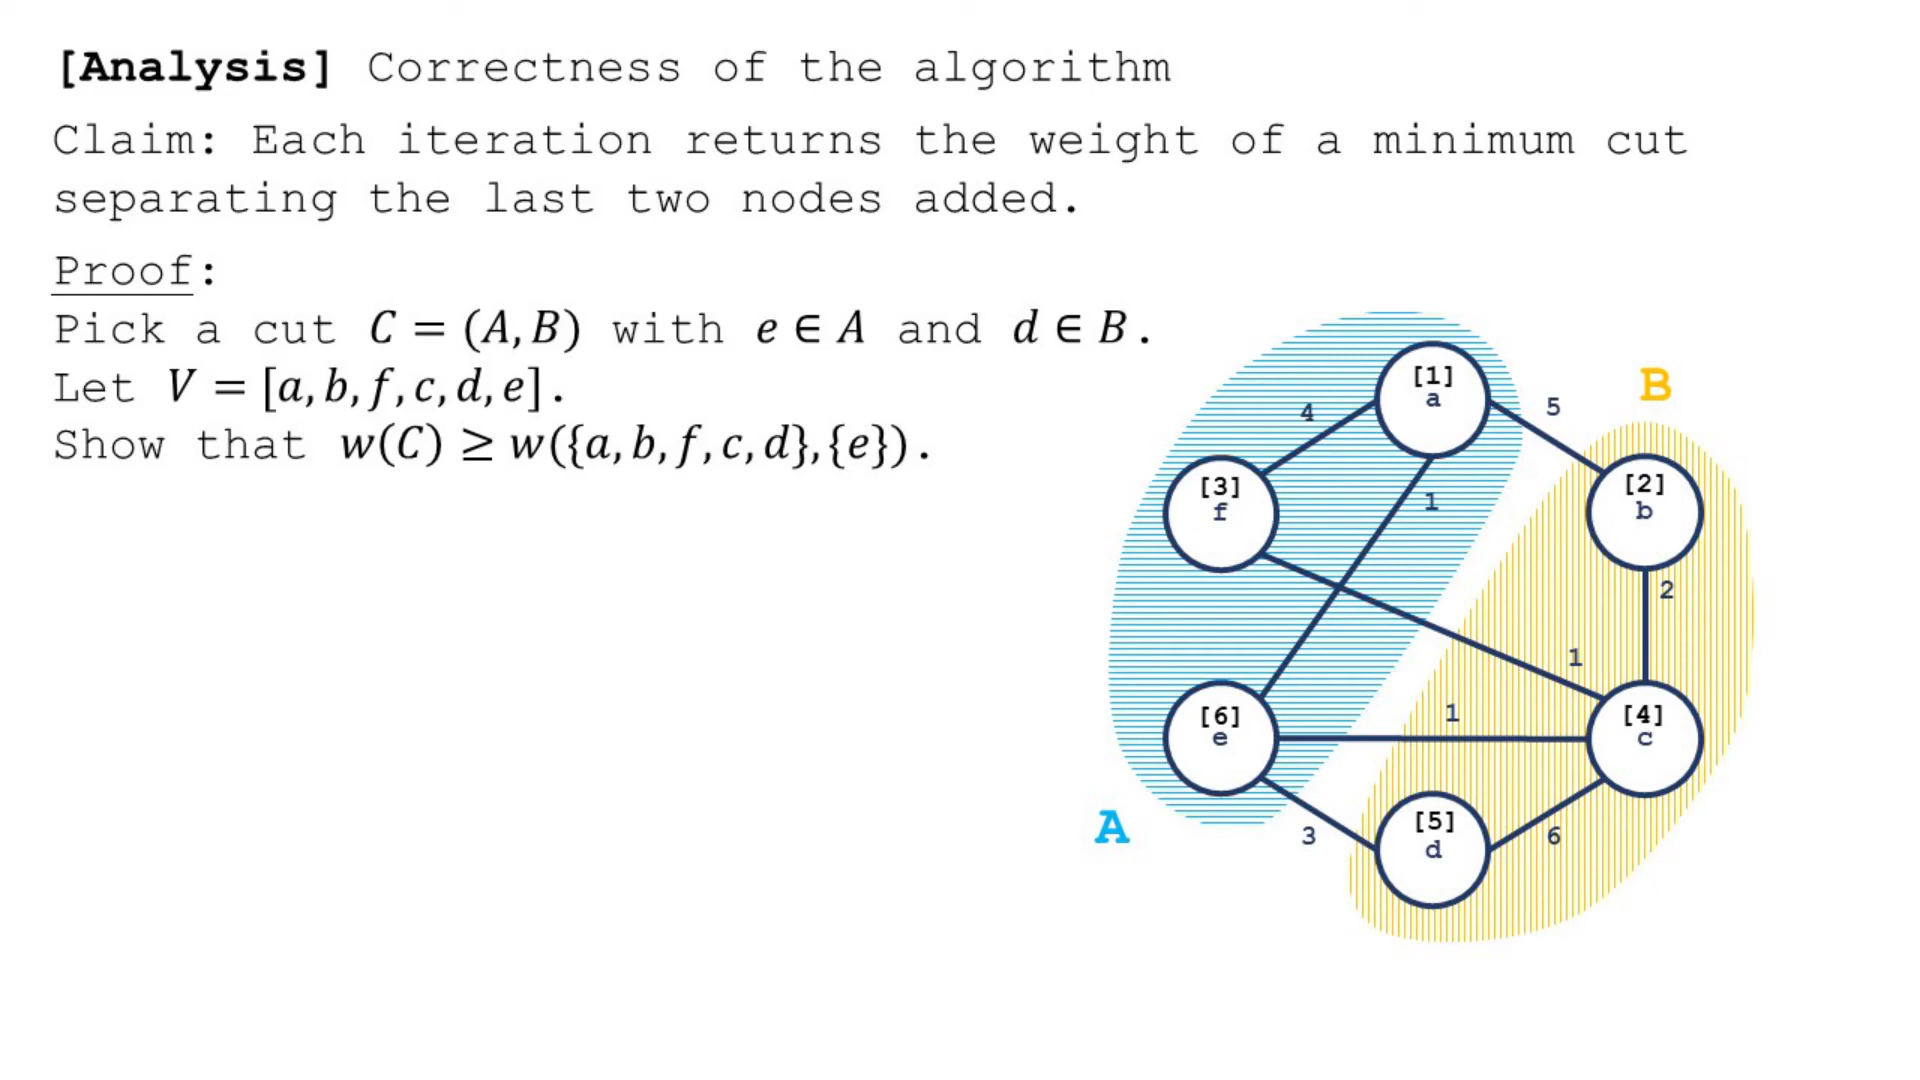 [Analysis] Correctness of the algorithm
Claim: Each iteration returns the weight of a minimum cut
separating the last two nodes added.
Proof:
Pick a cut C = (A, B) with e ∈ A and d ∈ B.
Let V = [a, b, f, c, d, e].
Show that w(C) ≥ w({a, b, f, c, d}, {e}).
[1]
a
B
4
5
[3]
f
[2]
b
1
2
1
[6]
e
1
[4]
c
A
3
[5]
d
6